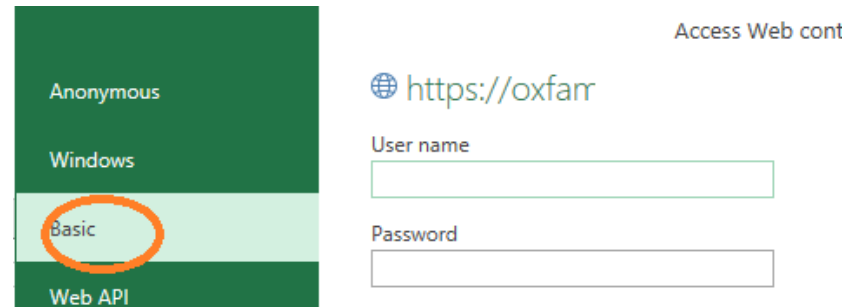 Access Web cont
Anonymous
Windows
Basic
Web API
https://oxfam
User name
Password